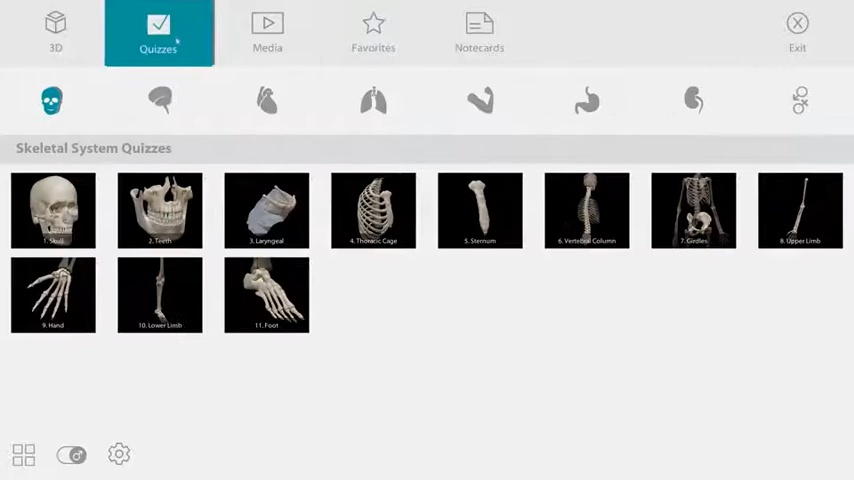 3D
Quizzes
Media
Favorites
Notecards
Exit
Skeletal System Quizzes
1. Skull
2. Teeth
3. Laryngeal
4. Thoracic Cage
5. Sternum
6. Vertebral Column
7. Girdles
8. Upper Limb
9. Hand
10. Lower Limb
11. Foot